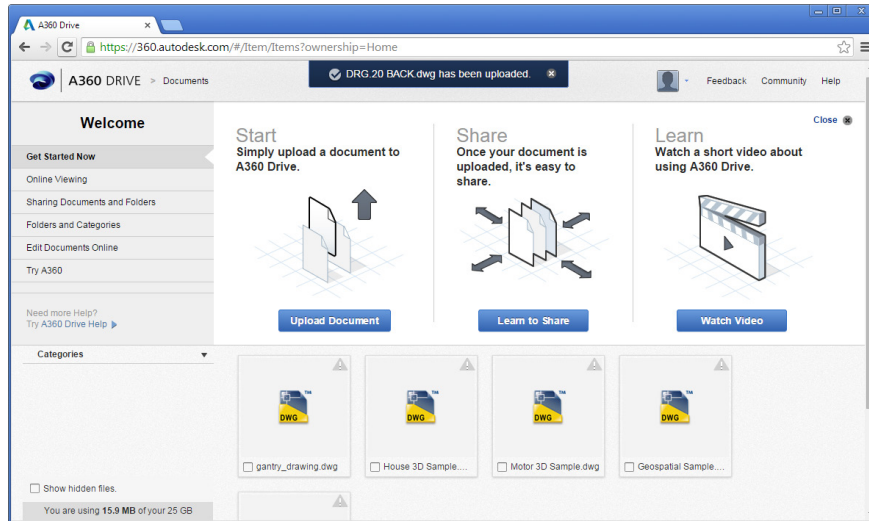 A360 Drive
https://360.autodesk.com/#/Item/Items?ownership=Home
A360 DRIVE > Documents
DRG.20 BACK.dwg has been uploaded.
Feedback Community Help
Welcome
Get Started Now
Online Viewing
Sharing Documents and Folders
Folders and Categories
Edit Documents Online
Try A360
Need more Help?
Try A360 Drive Help
Close
Start
Simply upload a document to
A360 Drive.
Upload Document
Share
Once your document is
uploaded, it's easy to
share.
Learn to Share
Learn
Watch a short video about
using A360 Drive.
Watch Video
Categories
Show hidden files.
You are using 15.9 MB of your 25 GB
DWG
gantry_drawing.dwg
DWG
House 3D Sample....
DWG
Motor 3D Sample.dwg
DWG
Geospatial Sample....